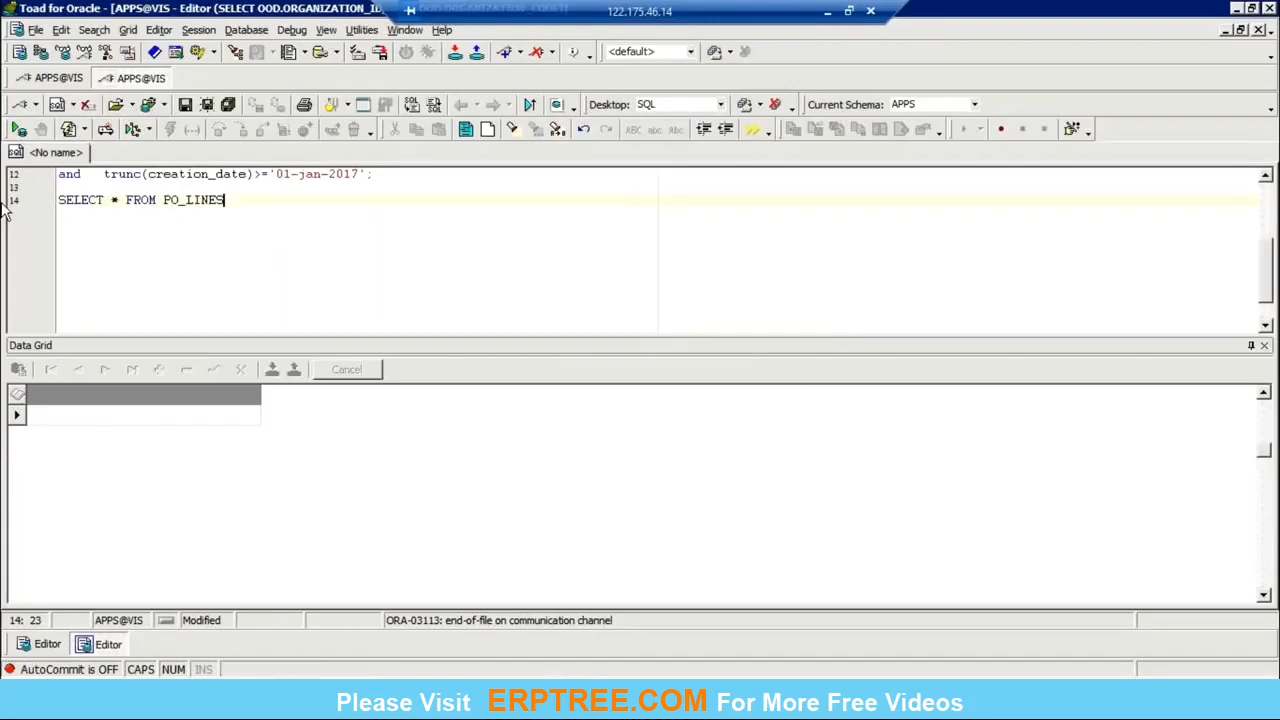 Toad for Oracle - [APPS@VIS - Editor (SELECT OOD.ORGANIZATION_ID,
122.175.46.14
File Edit Search Grid Editor Session Database Debug View Utilities Window Help
<default>
APPS@VIS APPS@VIS
Desktop: SQL Current Schema: APPS
<No name>
12 and trunc(creation_date)>='01-jan-2017';
13
14 SELECT * FROM PO_LINES
Data Grid
Cancel
14: 23 APPS@VIS Modified ORA-03113: end-of-file on communication channel
Editor Editor
AutoCommit is OFF CAPS NUM INS
Please Visit ERPTREE.COM For More Free Videos